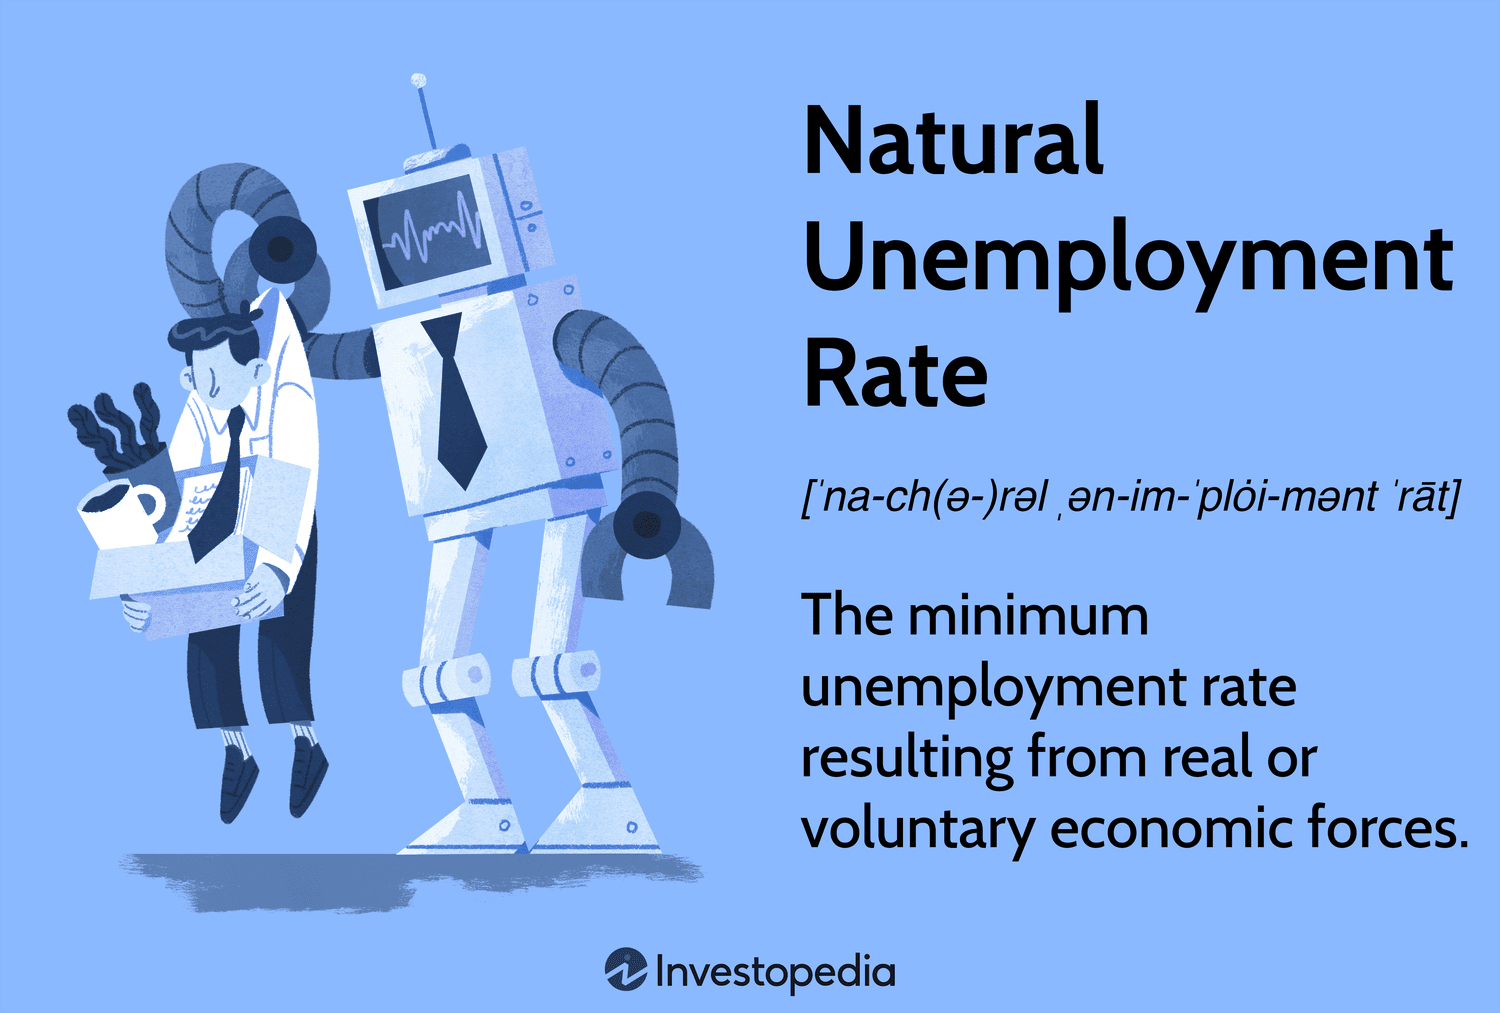 Natural
Unemployment
Rate
[ˈna-ch(ə-)rəl ˌən-im-ˈplȯi-mənt ˈrāt]
The minimum
unemployment rate
resulting from real or
voluntary economic forces.
Investopedia